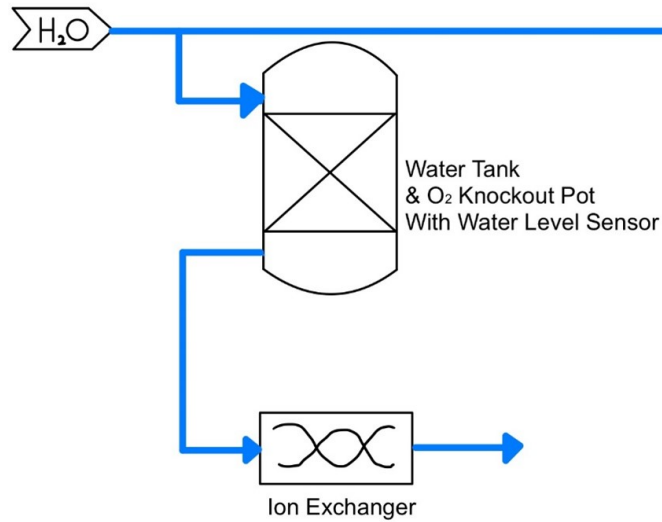 H₂O
Water Tank
& O₂ Knockout Pot
With Water Level Sensor
Ion Exchanger